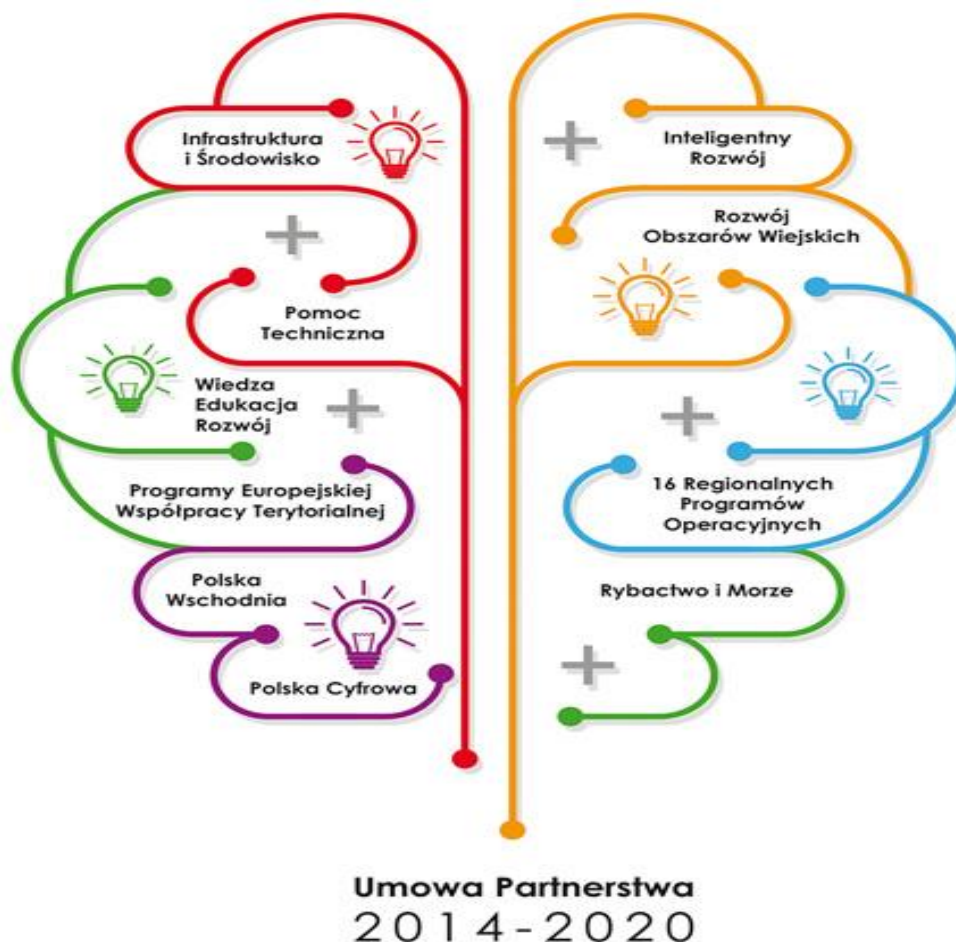 Infrastruktura
i Środowisko
Pomoc
Techniczna
Wiedza
Edukacja
Rozwój
Programy Europejskiej
Współpracy Terytorialnej
Polska
Wschodnia
Polska Cyfrowa
Inteligentny
Rozwój
Rozwój
Obszarów Wiejskich
16 Regionalnych
Programów
Operacyjnych
Rybactwo i Morze
Umowa Partnerstwa
2014-2020